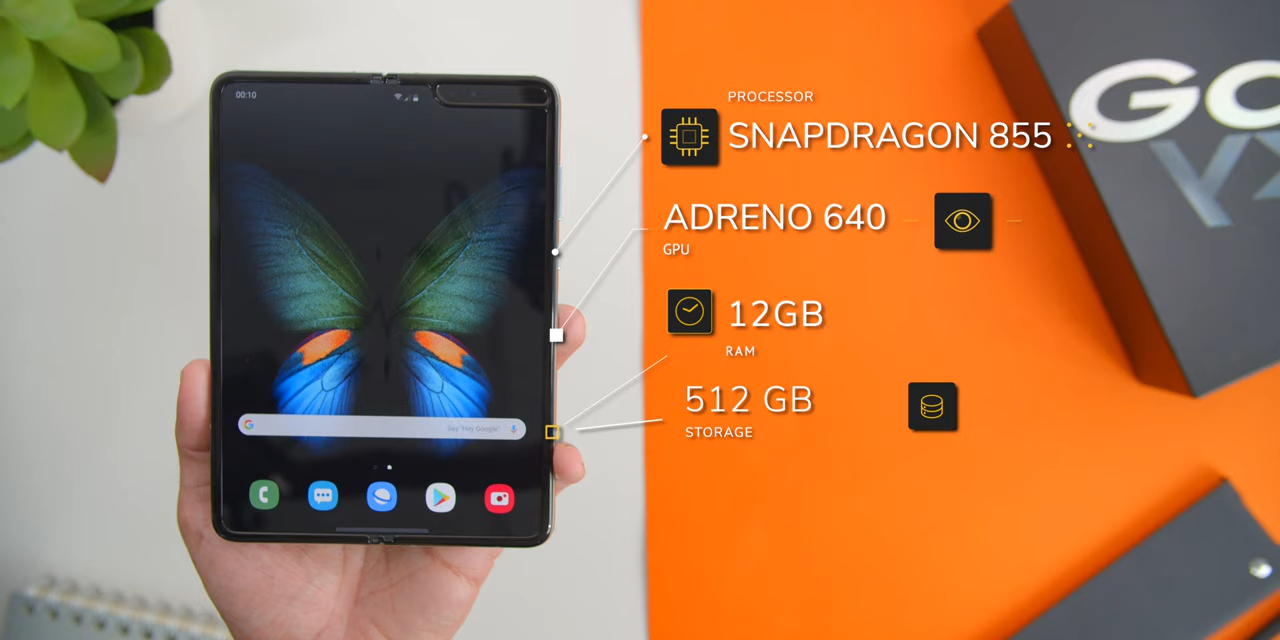 00:10
G
Say "Hey Google"
PROCESSOR
SNAPDRAGON 855
ADRENO 640
GPU
12GB
RAM
512 GB
STORAGE